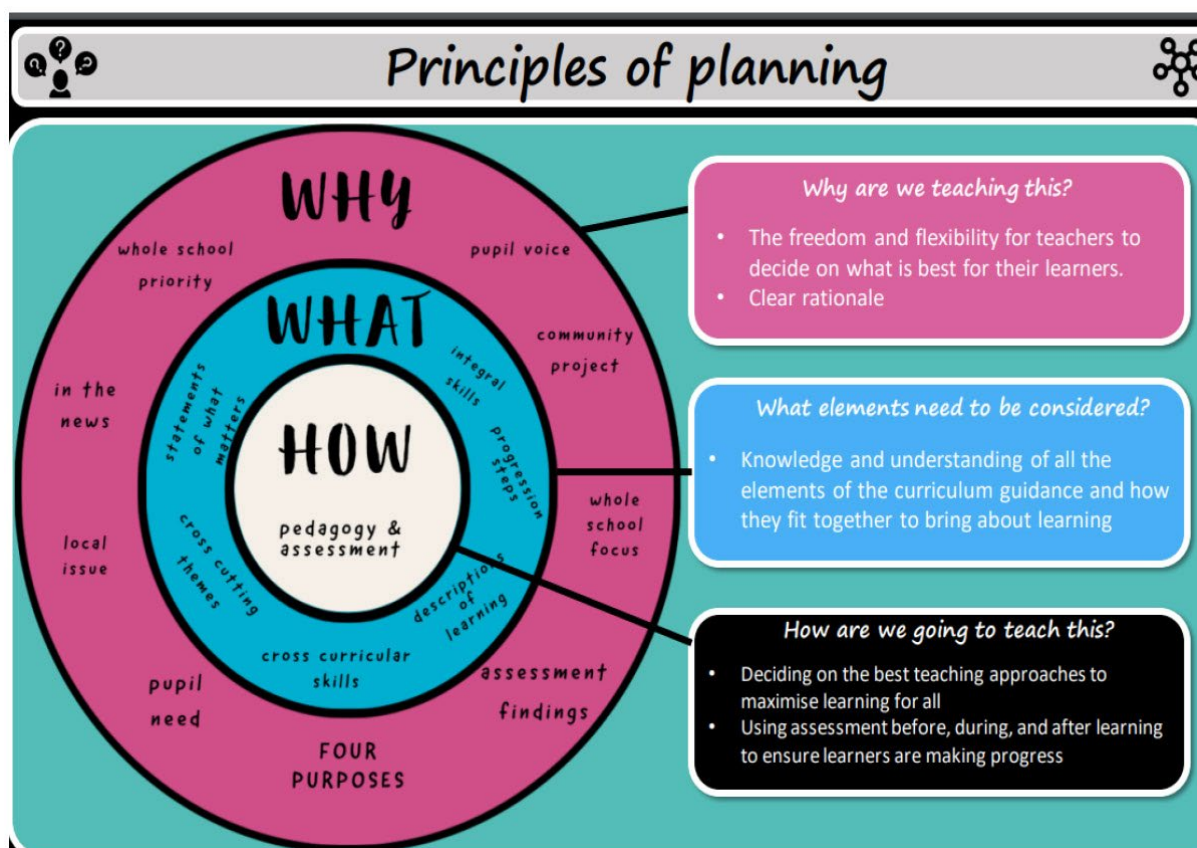 Principles of planning
WHY
whole school
priority
pupil voice
community
project
in the
news
local
issue
whole
school
focus
pupil
need
assessment
findings
FOUR
PURPOSES
WHAT
statements
of what
matters
integral
skills
progression
steps
cross cutting
themes
descriptions
of
learning
cross curricular
skills
HOW
pedagogy &
assessment
Why are we teaching this?
• The freedom and flexibility for teachers to
decide on what is best for their learners.
• Clear rationale
What elements need to be considered?
• Knowledge and understanding of all the
elements of the curriculum guidance and how
they fit together to bring about learning
How are we going to teach this?
• Deciding on the best teaching approaches to
maximise learning for all
• Using assessment before, during, and after learning
to ensure learners are making progress